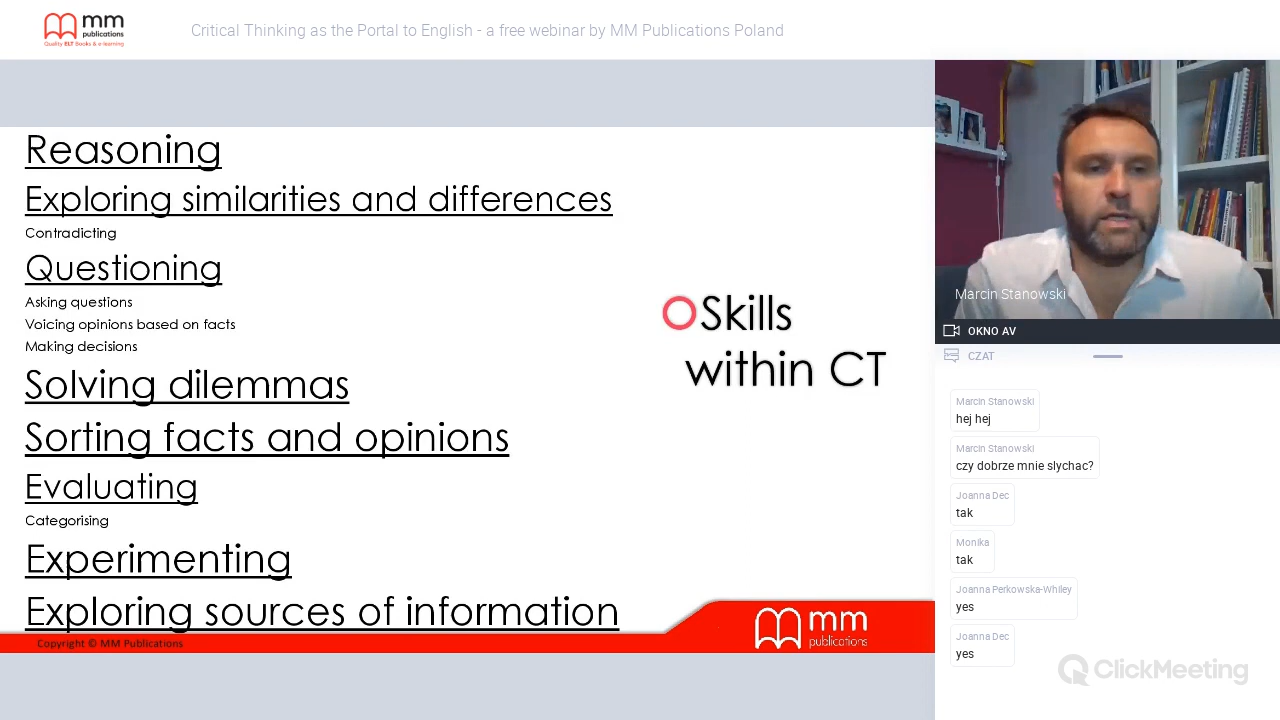 mm
publications
Quality ELT Books & e-learning
Critical Thinking as the Portal to English - a free webinar by MM Publications Poland
Reasoning
Exploring similarities and differences
Contradicting
Questioning
Asking questions
Voicing opinions based on facts
Making decisions
Solving dilemmas
Sorting facts and opinions
Evaluating
Categorising
Experimenting
Exploring sources of information
Skills
within CT
Copyright © MM Publications
mm
publications
Marcin Stanowski
OKNO AV
CZAT
Marcin Stanowski
hej hej
Marcin Stanowski
czy dobrze mnie slychac?
Joanna Dec
tak
Monika
tak
Joanna Perkowska-Whiley
yes
Joanna Dec
yes
ClickMeeting